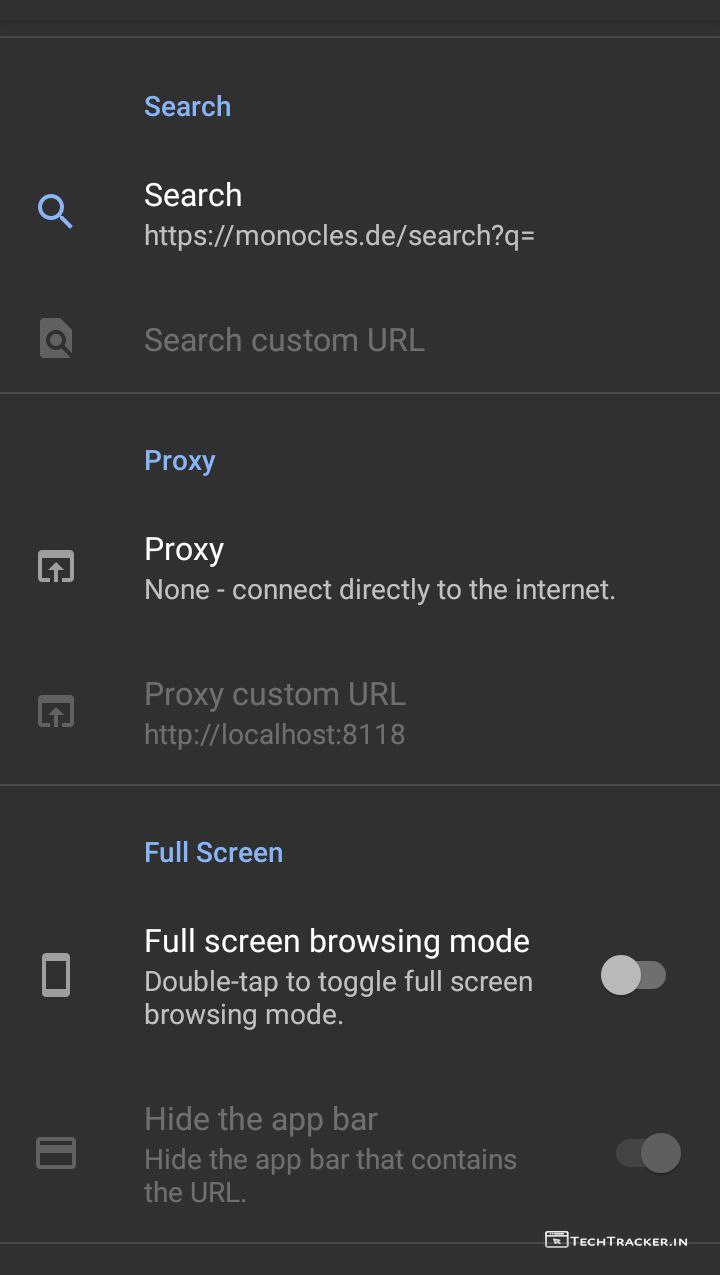 Search
Search
https://monocles.de/search?q=
Search custom URL
Proxy
Proxy
None - connect directly to the internet.
Proxy custom URL
http://localhost:8118
Full Screen
Full screen browsing mode
Double-tap to toggle full screen
browsing mode.
Hide the app bar
Hide the app bar that contains
the URL.
TECHTRACKER.IN